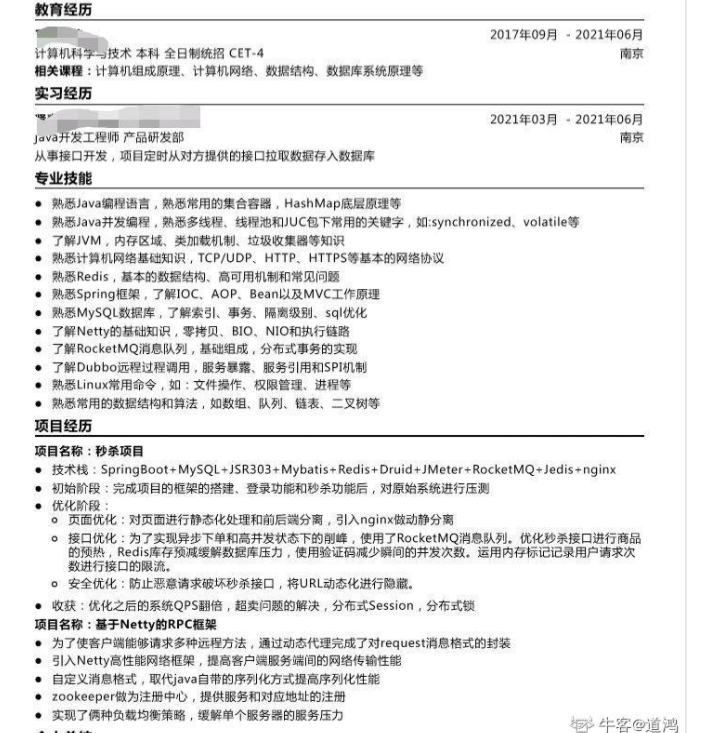 教育经历
2017年09月 - 2021年06月
计算机科学与技术 本科 全日制统招 CET-4 南京
相关课程：计算机组成原理、计算机网络、数据结构、数据库系统原理等
实习经历
2021年03月 - 2021年06月
java开发工程师 产品研发部 南京
从事接口开发，项目定时从对方提供的接口拉取数据存入数据库
专业技能
● 熟悉Java编程语言，熟悉常用的集合容器，HashMap底层原理等
● 熟悉Java并发编程，熟悉多线程、线程池和JUC包下常用的关键字，如:synchronized、volatile等
● 了解JVM，内存区域、类加载机制、垃圾收集器等知识
● 熟悉计算机网络基础知识，TCP/UDP、HTTP、HTTPS等基本的网络协议
● 熟悉Redis，基本的数据结构、高可用机制和常见问题
● 熟悉Spring框架，了解IOC、AOP、Bean以及MVC工作原理
● 熟悉MySQL数据库，了解索引、事务、隔离级别、sql优化
● 了解Netty的基础知识，零拷贝、BIO、NIO和执行链路
● 了解RocketMQ消息队列，基础组成，分布式事务的实现
● 了解Dubbo远程过程调用，服务暴露、服务引用和SPI机制
● 熟悉Linux常用命令，如：文件操作、权限管理、进程等
● 熟悉常用的数据结构和算法，如数组、队列、链表、二叉树等
项目经历
项目名称：秒杀项目
● 技术栈：SpringBoot+MySQL+JSR303+Mybatis+Redis+Druid+JMeter+RocketMQ+Jedis+nginx
● 初始阶段：完成项目的框架的搭建、登录功能和秒杀功能后，对原始系统进行压测
● 优化阶段：
○ 页面优化：对页面进行静态化处理和前后端分离，引入nginx做动静分离
○ 接口优化：为了实现异步下单和高并发状态下的削峰，使用了RocketMQ消息队列。优化秒杀接口进行商品
的预热，Redis库存预减缓解数据库压力，使用验证码减少瞬间的并发次数。运用内存标记记录用户请求次
数进行接口的限流。
○ 安全优化：防止恶意请求破坏秒杀接口，将URL动态化进行隐藏。
● 收获：优化之后的系统QPS翻倍，超卖问题的解决，分布式Session，分布式锁
项目名称：基于Netty的RPC框架
● 为了使客户端能够请求多种远程方法，通过动态代理完成了对request消息格式的封装
● 引入Netty高性能网络框架，提高客户端服务端间的网络传输性能
● 自定义消息格式，取代java自带的序列化方式提高序列化性能
● zookeeper做为注册中心，提供服务和对应地址的注册
● 实现了俩种负载均衡策略，缓解单个服务器的服务压力
牛客@道鸿